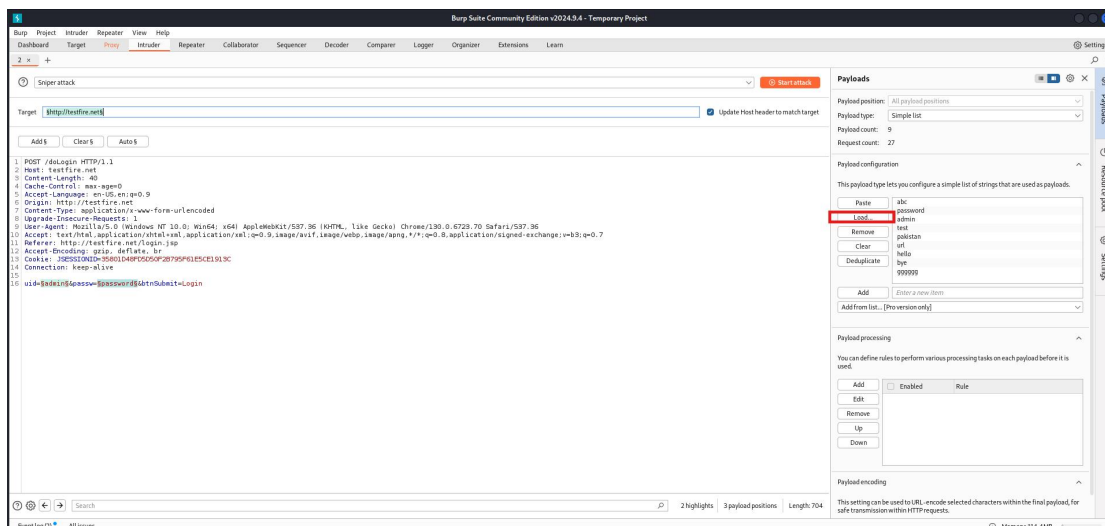 Burp Suite Community Edition v2024.9.4 - Temporary Project
Burp Project Intruder Repeater View Help
Dashboard Target Proxy Intruder Repeater Collaborator Sequencer Decoder Comparer Logger Organizer Extensions Learn Setting
2 × +
Sniper attack Start attack
Target §http://testfire.net§ Update Host header to match target
Add § Clear § Auto §
1 POST /doLogin HTTP/1.1
2 Host: testfire.net
3 Content-Length: 40
4 Cache-Control: max-age=0
5 Accept-Language: en-US,en;q=0.9
6 Origin: http://testfire.net
7 Content-Type: application/x-www-form-urlencoded
8 Upgrade-Insecure-Requests: 1
9 User-Agent: Mozilla/5.0 (Windows NT 10.0; Win64; x64) AppleWebKit/537.36 (KHTML, like Gecko) Chrome/130.0.6723.70 Safari/537.36
10 Accept: text/html,application/xhtml+xml,application/xml;q=0.9,image/avif,image/webp,image/apng,*/*;q=0.8,application/signed-exchange;v=b3;q=0.7
11 Referer: http://testfire.net/login.jsp
12 Accept-Encoding: gzip, deflate, br
13 Cookie: JSESSIONID=35801D48FD5D50F2B795F61E5CE1913C
14 Connection: keep-alive
15
16 uid=§admin§&passw=§password§&btnSubmit=Login
Search 2 highlights 3 payload positions Length: 704
Event log (2) All issues
Payloads
Payload position: All payload positions
Payload type: Simple list
Payload count: 9
Request count: 27
Payload configuration
This payload type lets you configure a simple list of strings that are used as payloads.
Paste
Load...
Remove
Clear
Deduplicate
abc
password
admin
test
pakistan
url
hello
bye
gggggg
Add Enter a new item
Add from list... [Pro version only]
Payload processing
You can define rules to perform various processing tasks on each payload before it is
used.
Add
Edit
Remove
Up
Down
Enabled Rule
Payload encoding
This setting can be used to URL-encode selected characters within the final payload, for
safe transmission within HTTP requests.
Payloads
Resource pool
Settings